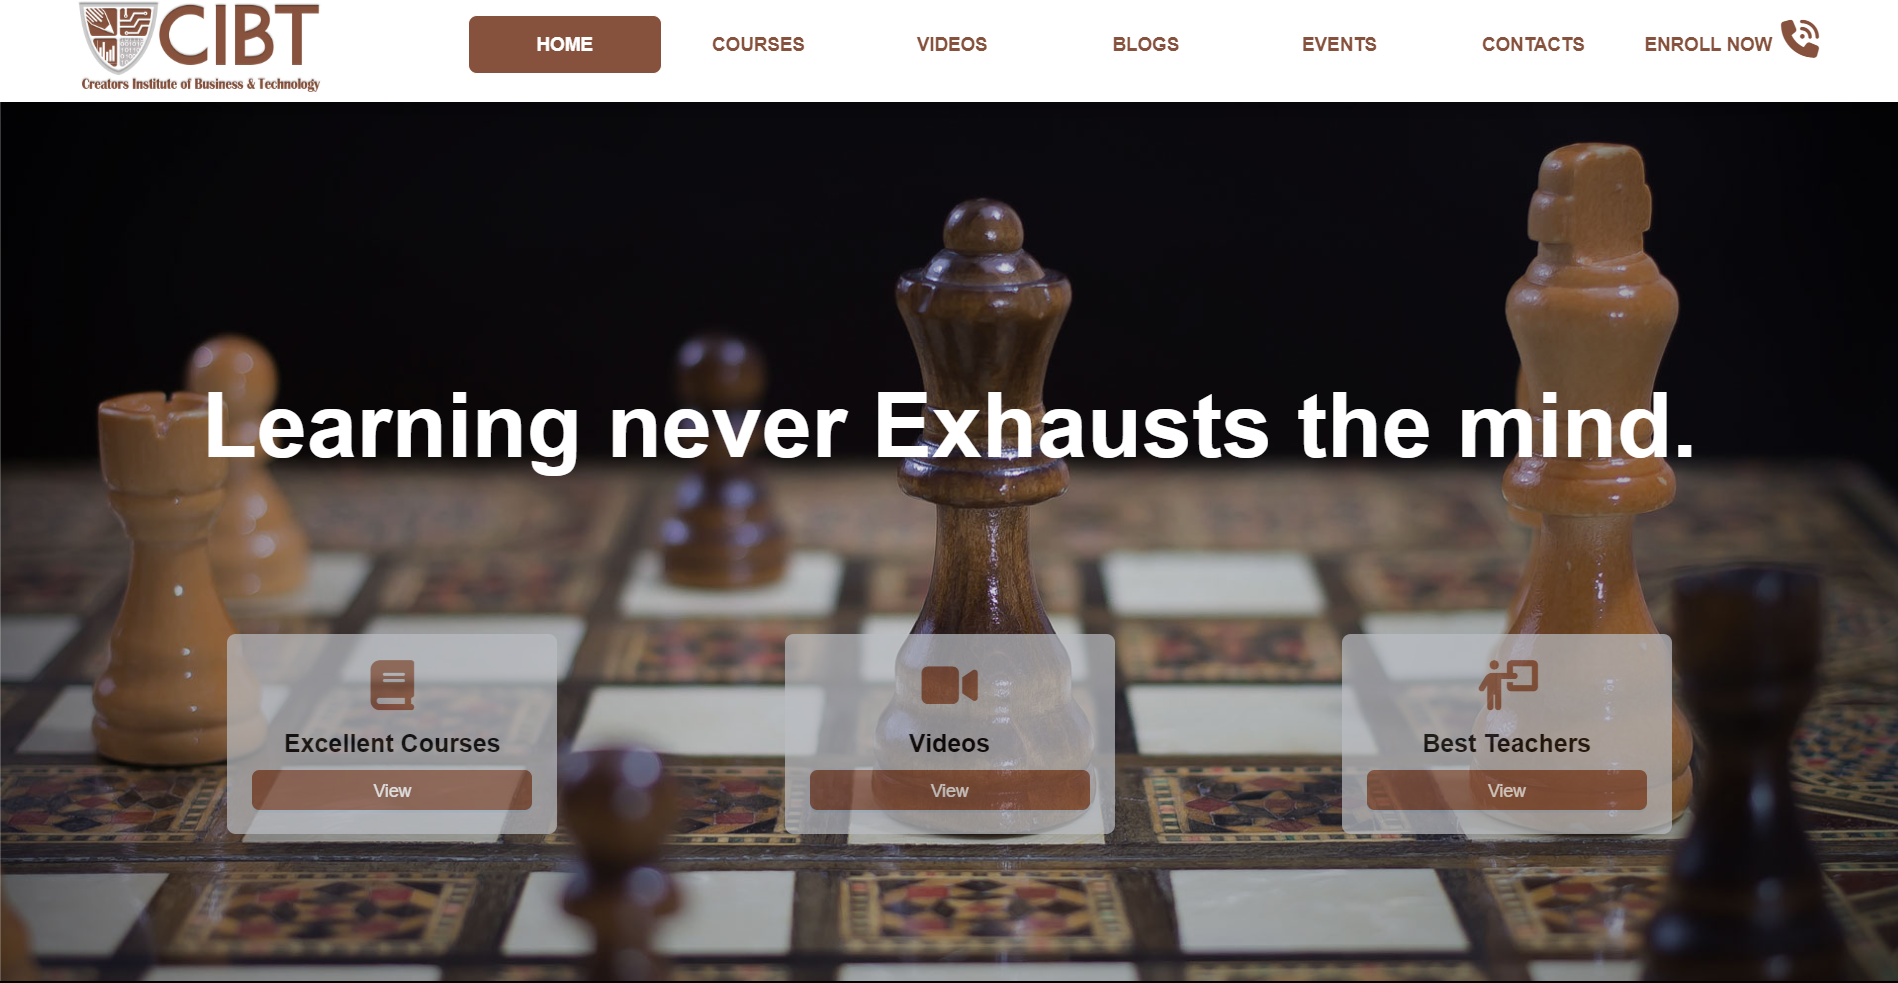 CIBT
Creators Institute of Business & Technology
HOME
COURSES
VIDEOS
BLOGS
EVENTS
CONTACTS
ENROLL NOW
Learning never Exhausts the mind.
Excellent Courses
View
Videos
View
Best Teachers
View